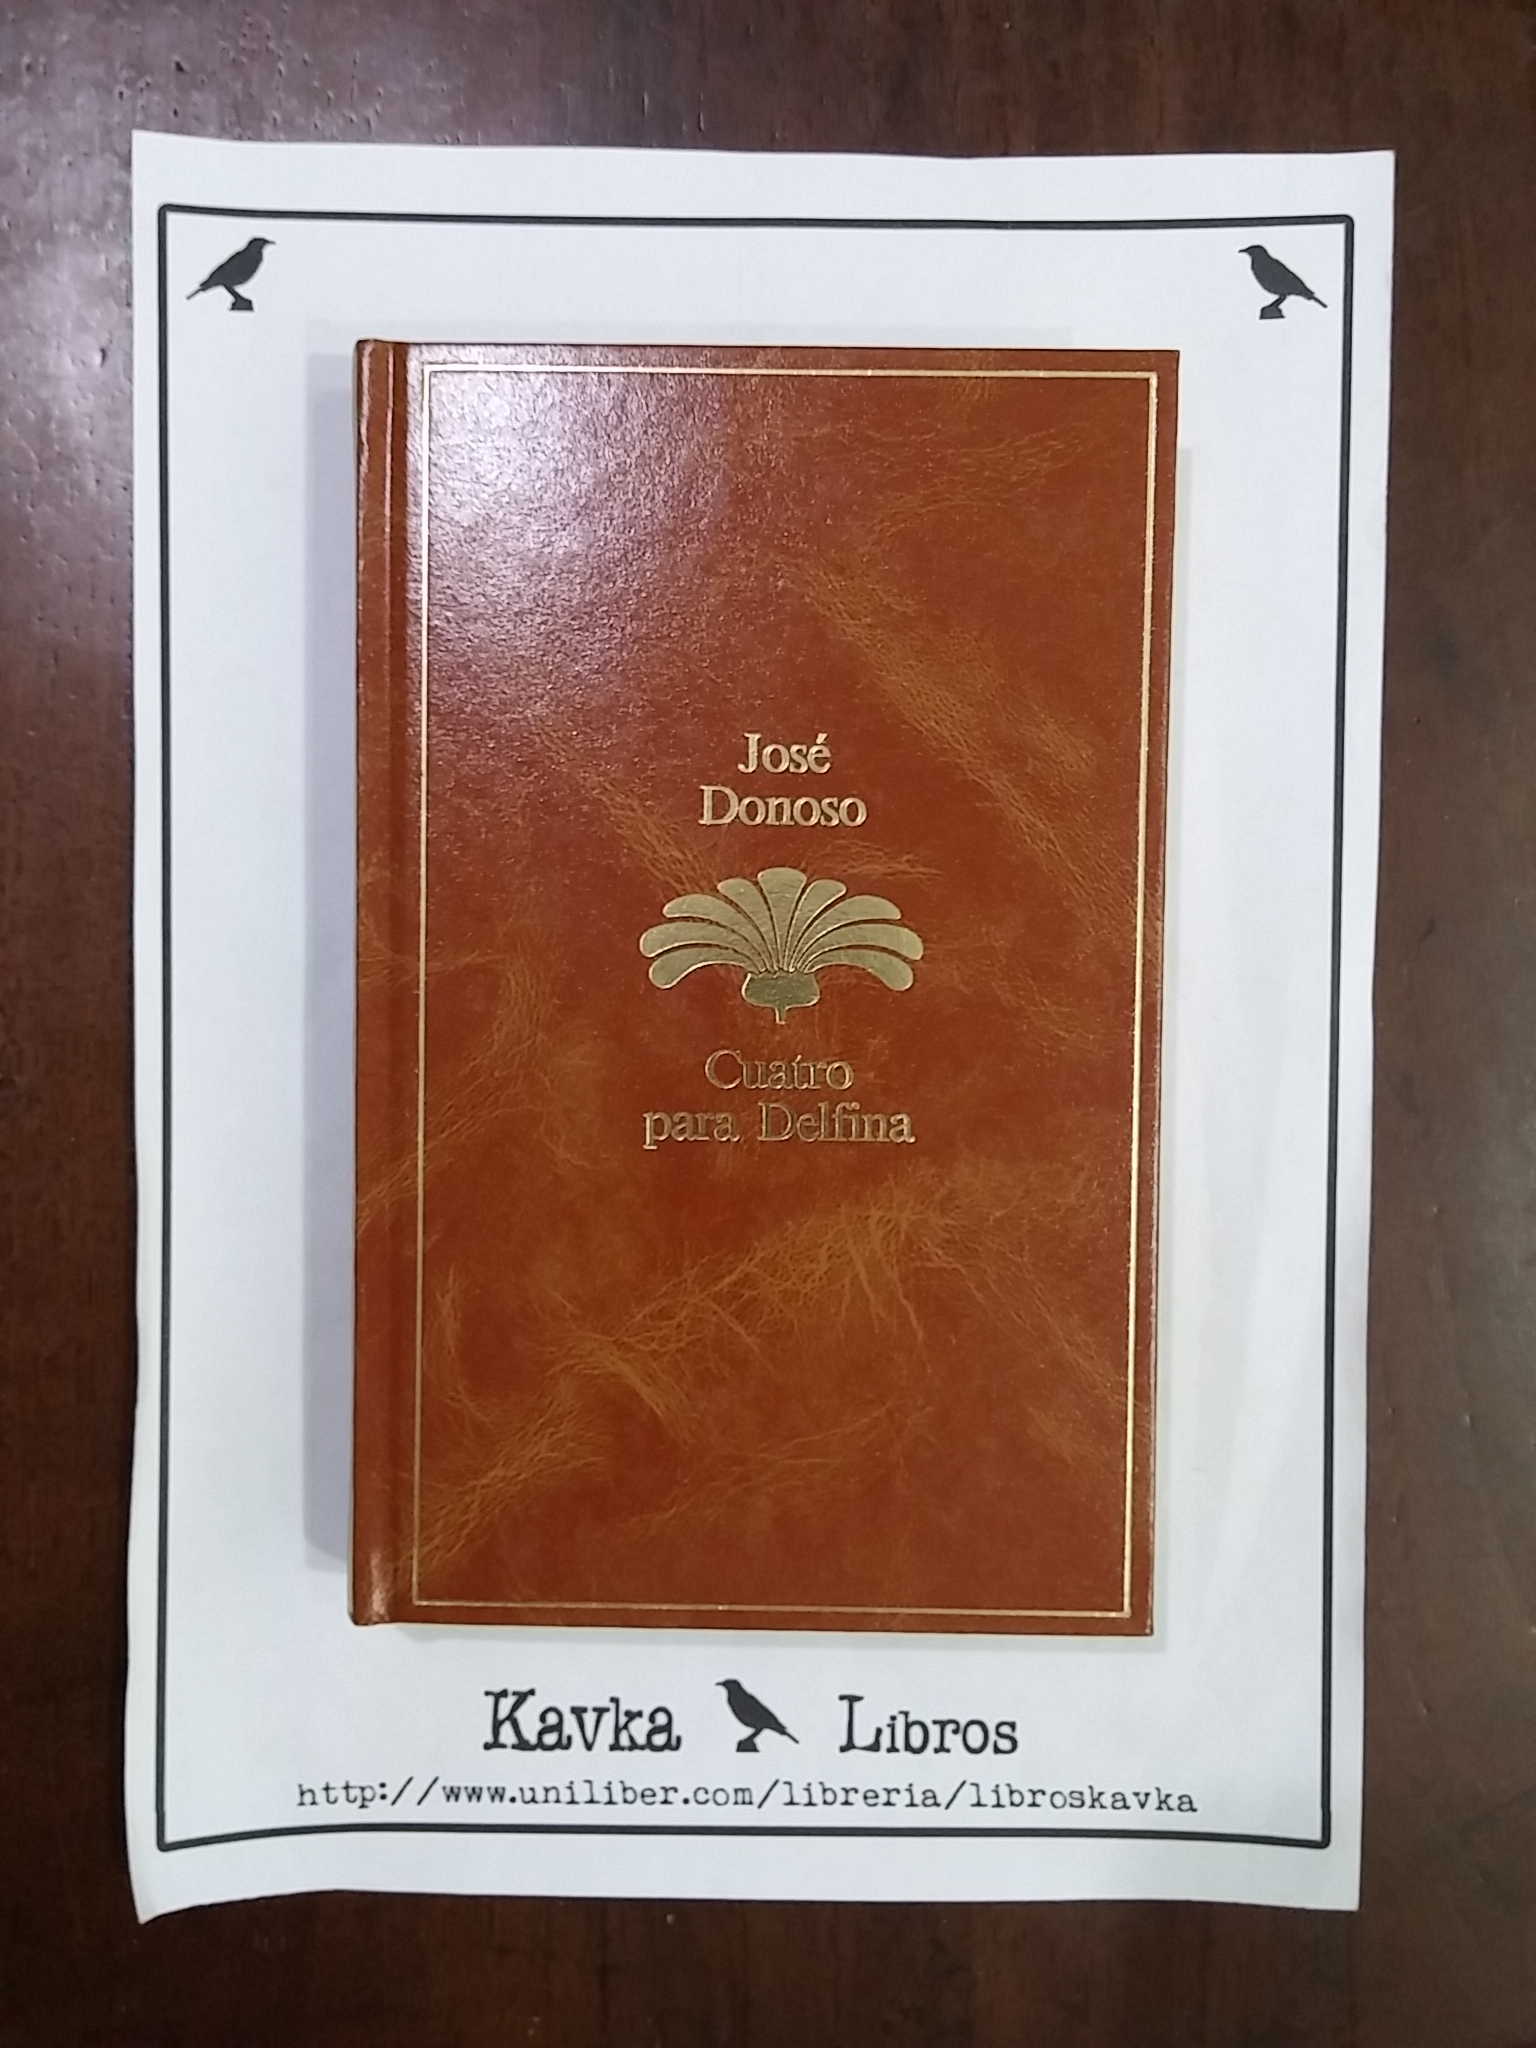 José
Donoso
Cuatro
para Delfina
Kavka Libros
http://www.uniliber.com/libreria/libroskavka